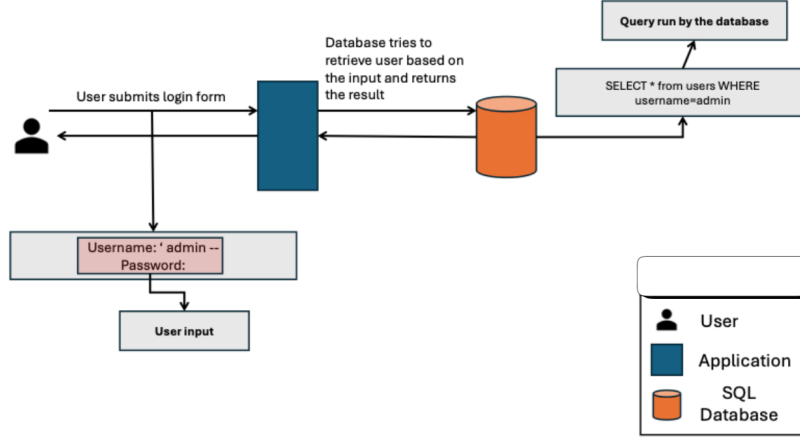 Query run by the database
Database tries to
retrieve user based on
the input and returns
the result
SELECT * from users WHERE
username=admin
User submits login form
Username: ‘ admin --
Password:
User input
User
Application
SQL
Database